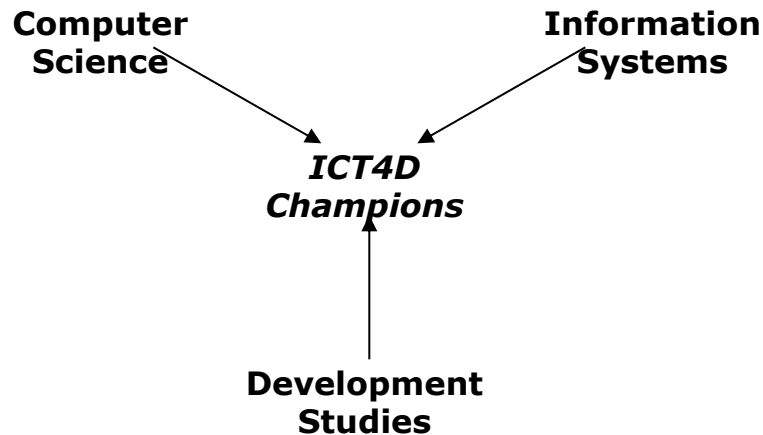 Computer
Science
Information
Systems
ICT4D
Champions
Development
Studies